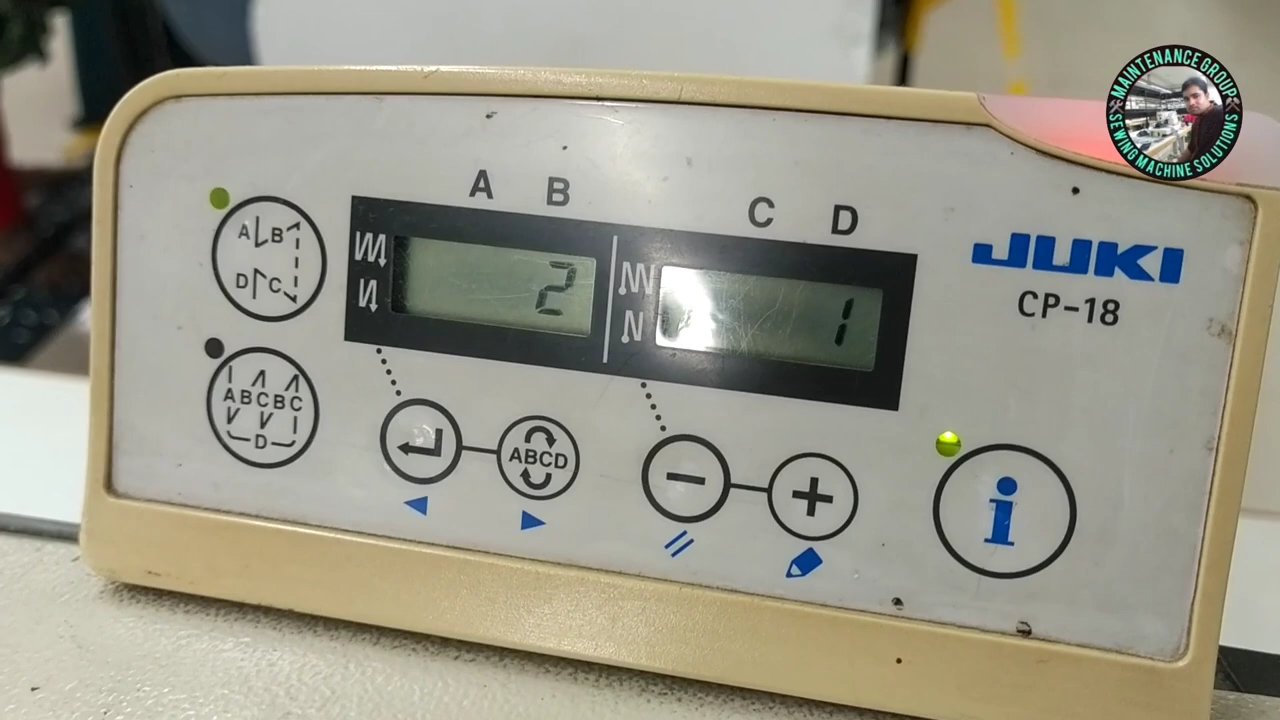 MAINTENANCE GROUP
SEWING MACHINE SOLUTIONS
A B C D
JUKI
CP-18
A B
D C
2
1
A B C B C
D
ABCD
− +
i